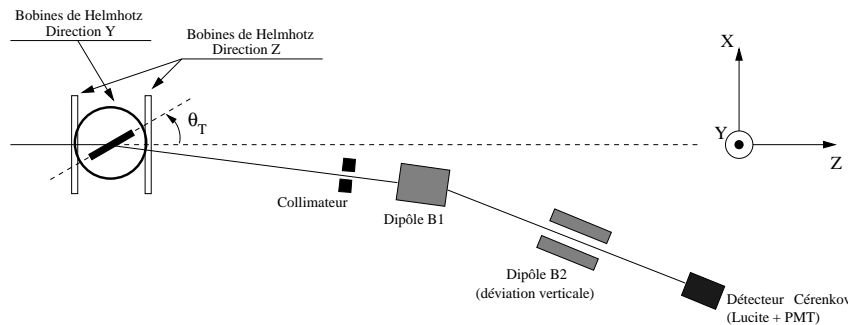 Bobines de Helmhotz
Direction Y
Bobines de Helmhotz
Direction Z
θ_T
X
Y
Z
Collimateur
Dipôle B1
Dipôle B2
(déviation verticale)
Détecteur Cérenkov
(Lucite + PMT)